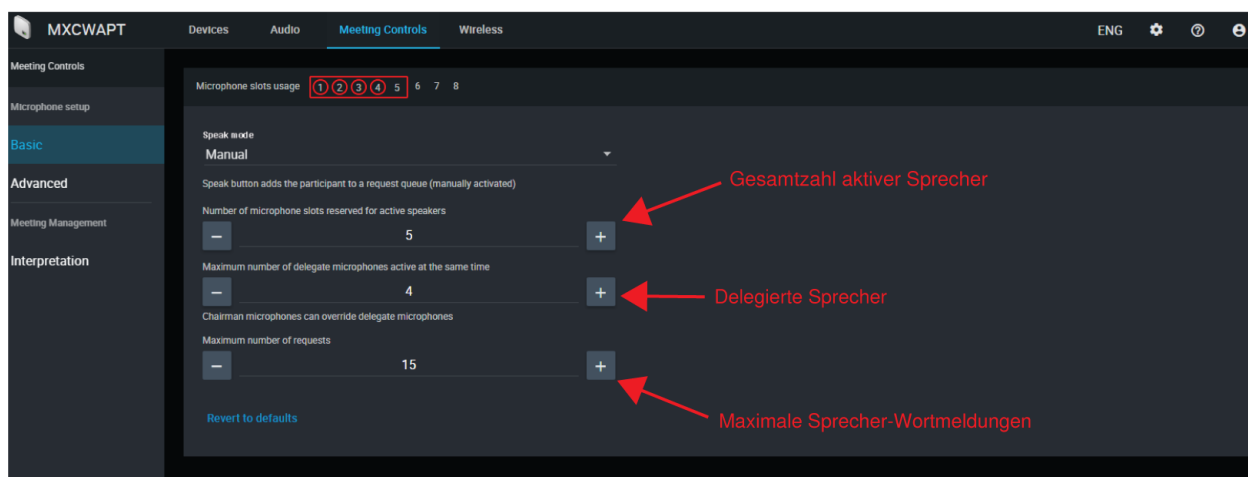 MXCWAPT Devices Audio Meeting Controls Wireless ENG
Meeting Controls
Microphone slots usage 1 2 3 4 5 6 7 8
Microphone setup
Basic
Advanced
Meeting Management
Interpretation
Speak mode
Manual
Speak button adds the participant to a request queue (manually activated)
Gesamtzahl aktiver Sprecher
Number of microphone slots reserved for active speakers
− 5 +
Maximum number of delegate microphones active at the same time
− 4 +
Delegierte Sprecher
Chairman microphones can override delegate microphones
Maximum number of requests
− 15 +
Revert to defaults
Maximale Sprecher-Wortmeldungen